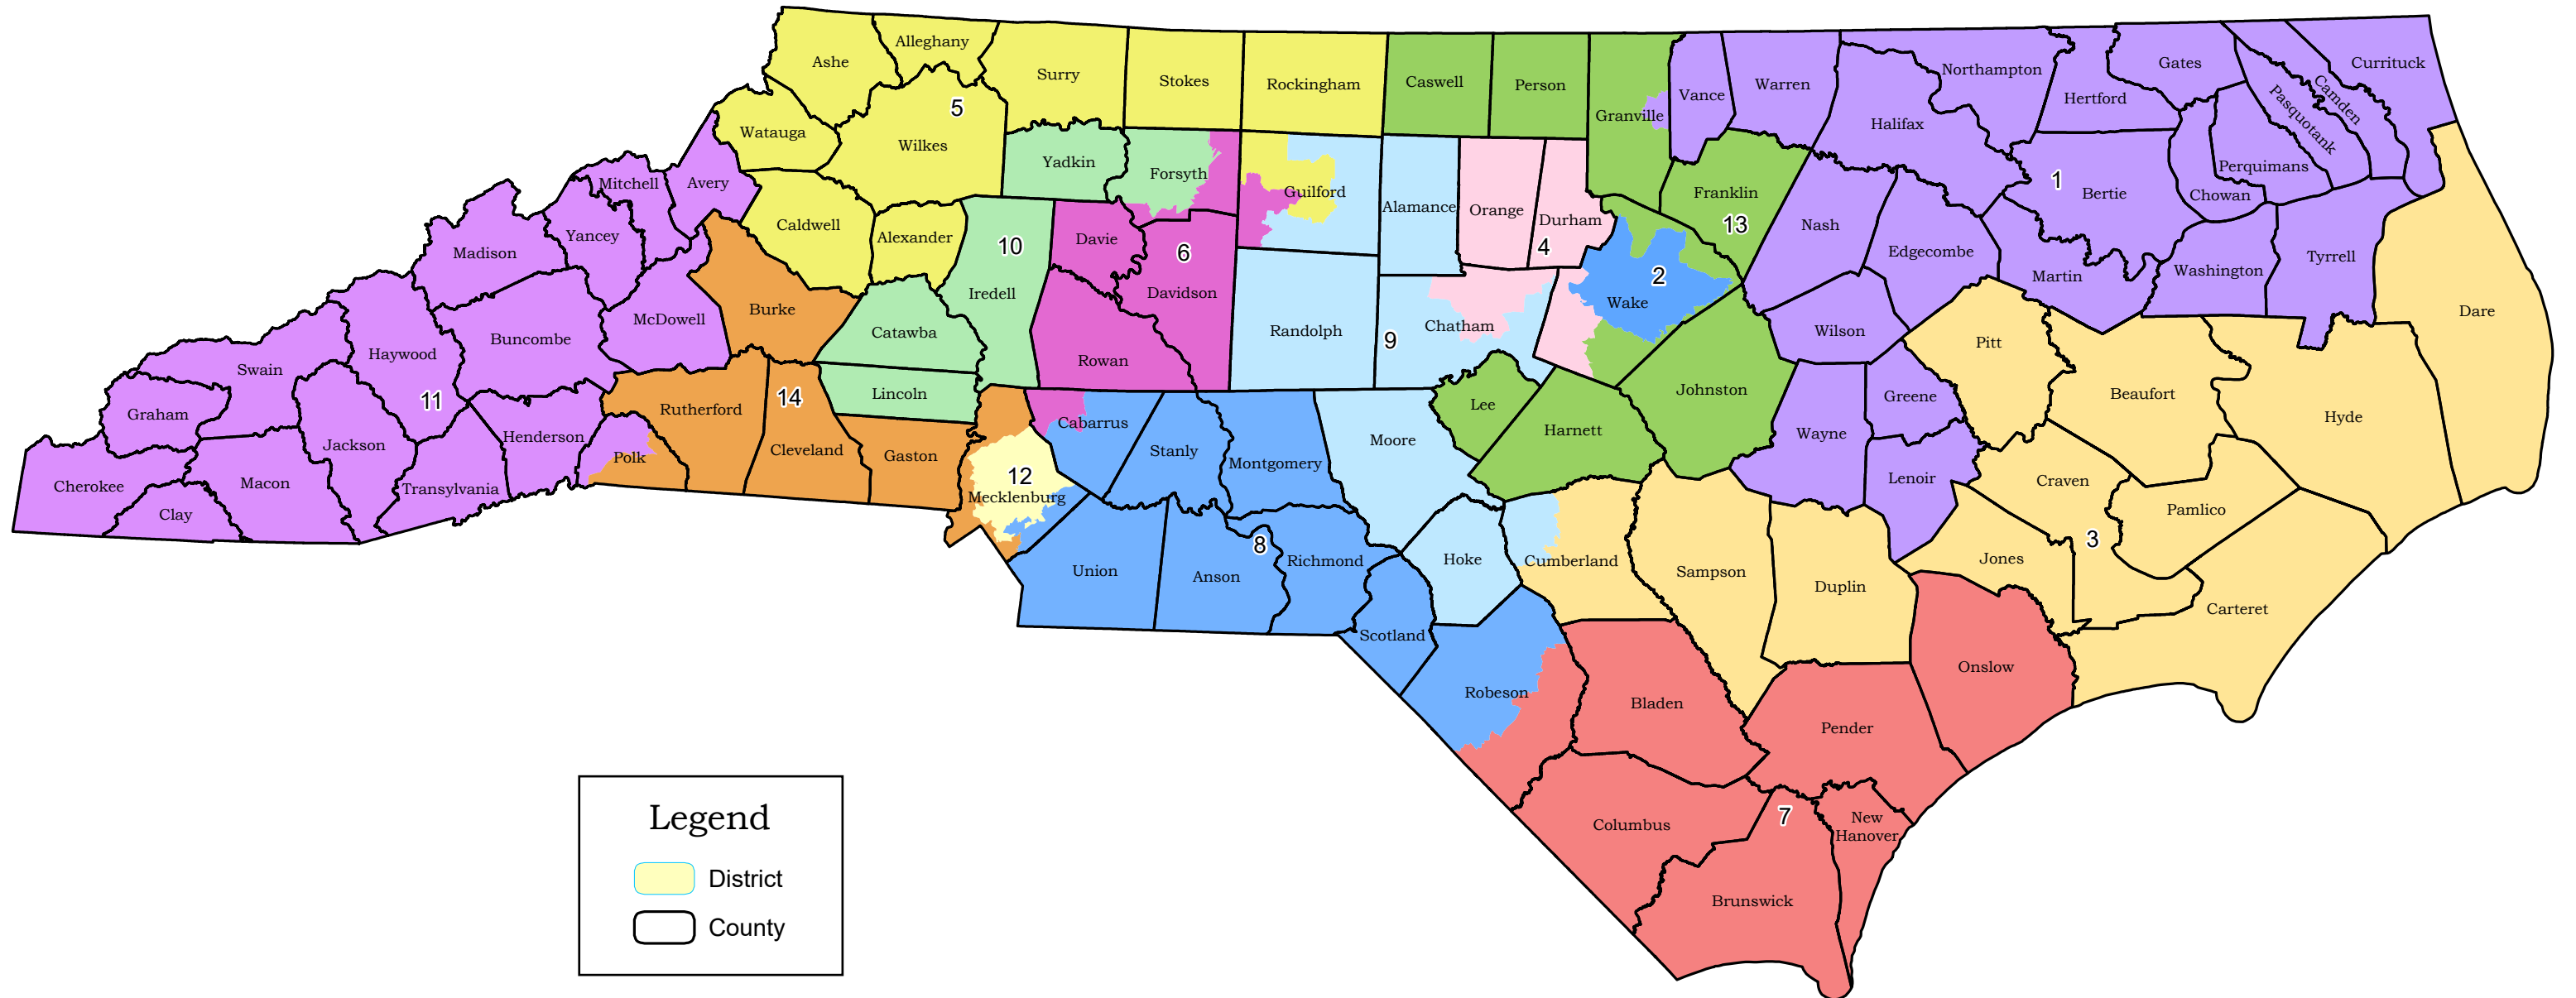 Alleghany
Ashe
Surry
Stokes
Rockingham
Caswell
Person
Granville
Vance
Warren
Northampton
Hertford
Gates
Pasquotank
Camden
Currituck
5
Watauga
Wilkes
Yadkin
Forsyth
Guilford
Alamance
Orange
Durham
4
Franklin
13
Halifax
1
Bertie
Chowan
Perquimans
Mitchell
Avery
Caldwell
Alexander
10
Iredell
Davie
6
Davidson
Nash
Edgecombe
Martin
Washington
Tyrrell
Dare
Madison
Yancey
McDowell
Burke
Catawba
Lincoln
Rowan
Randolph
9
Chatham
2
Wake
Wilson
Pitt
Beaufort
Hyde
Swain
Haywood
Buncombe
11
Graham
Cherokee
Clay
Macon
Jackson
Transylvania
Henderson
Polk
Rutherford
14
Cleveland
Gaston
12
Mecklenburg
Cabarrus
Stanly
Montgomery
Moore
Lee
Harnett
Johnston
Wayne
Greene
Lenoir
Craven
Pamlico
3
Jones
Carteret
Union
Anson
8
Richmond
Scotland
Hoke
Cumberland
Sampson
Duplin
Onslow
Robeson
Bladen
Pender
Columbus
7
New
Hanover
Brunswick
Legend
District
County